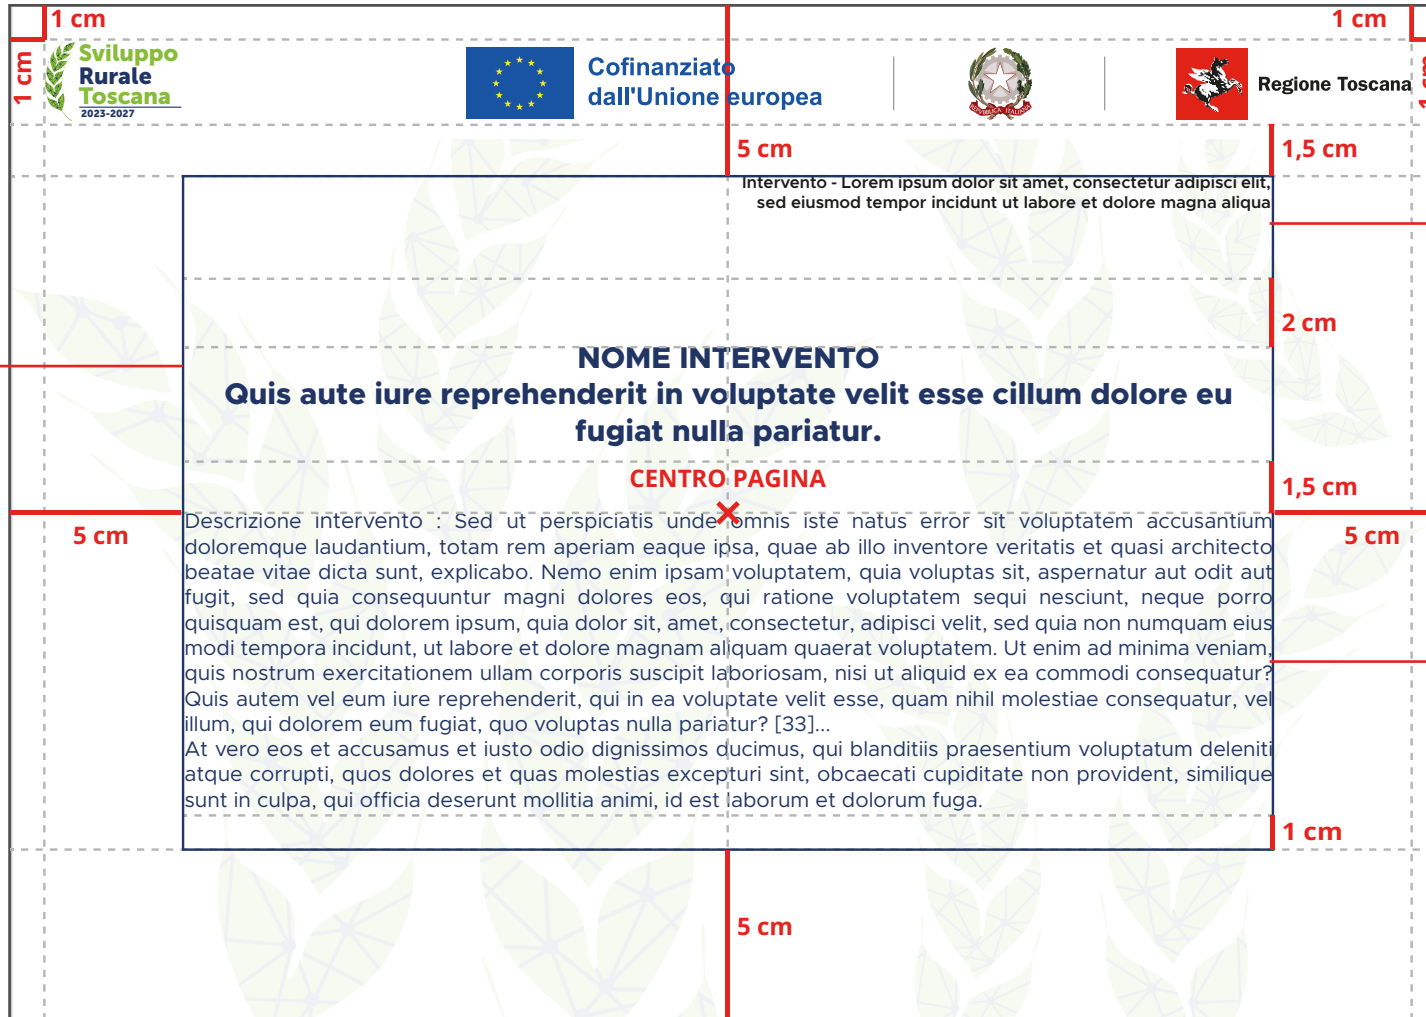 1 cm
1 cm
1 cm
Sviluppo
Rurale
Toscana
2023-2027
Cofinanziato
dall'Unione europea
REPVBBLICA ITALIANA
Regione Toscana
1 cm
5 cm
1,5 cm
Intervento - Lorem ipsum dolor sit amet, consectetur adipisci elit,
sed eiusmod tempor incidunt ut labore et dolore magna aliqua
2 cm
NOME INTERVENTO
Quis aute iure reprehenderit in voluptate velit esse cillum dolore eu
fugiat nulla pariatur.
CENTRO PAGINA
1,5 cm
5 cm
5 cm
Descrizione intervento : Sed ut perspiciatis unde omnis iste natus error sit voluptatem accusantium
doloremque laudantium, totam rem aperiam eaque ipsa, quae ab illo inventore veritatis et quasi architecto
beatae vitae dicta sunt, explicabo. Nemo enim ipsam voluptatem, quia voluptas sit, aspernatur aut odit aut
fugit, sed quia consequuntur magni dolores eos, qui ratione voluptatem sequi nesciunt, neque porro
quisquam est, qui dolorem ipsum, quia dolor sit, amet, consectetur, adipisci velit, sed quia non numquam eius
modi tempora incidunt, ut labore et dolore magnam aliquam quaerat voluptatem. Ut enim ad minima veniam,
quis nostrum exercitationem ullam corporis suscipit laboriosam, nisi ut aliquid ex ea commodi consequatur?
Quis autem vel eum iure reprehenderit, qui in ea voluptate velit esse, quam nihil molestiae consequatur, vel
illum, qui dolorem eum fugiat, quo voluptas nulla pariatur? [33]...
At vero eos et accusamus et iusto odio dignissimos ducimus, qui blanditiis praesentium voluptatum deleniti
atque corrupti, quos dolores et quas molestias excepturi sint, obcaecati cupiditate non provident, similique
sunt in culpa, qui officia deserunt mollitia animi, id est laborum et dolorum fuga.
1 cm
5 cm